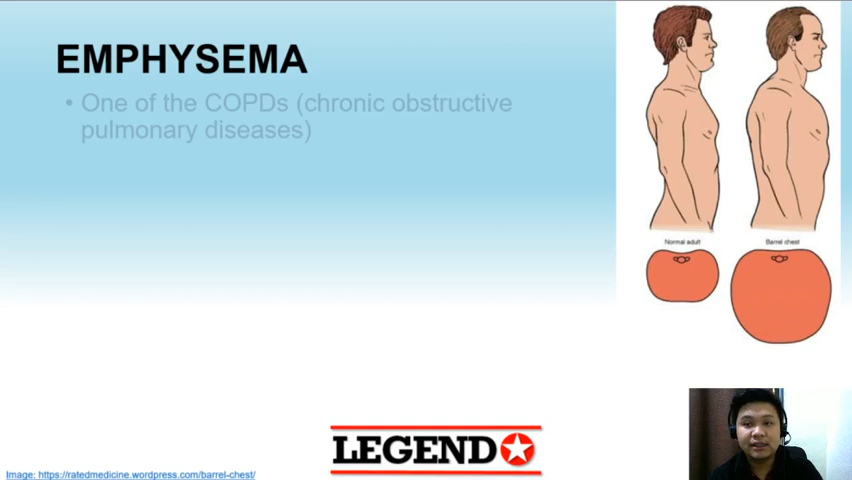 EMPHYSEMA
• One of the COPDs (chronic obstructive
pulmonary diseases)
Normal adult
Barrel chest
LEGEND
Image: https://ratedmedicine.wordpress.com/barrel-chest/